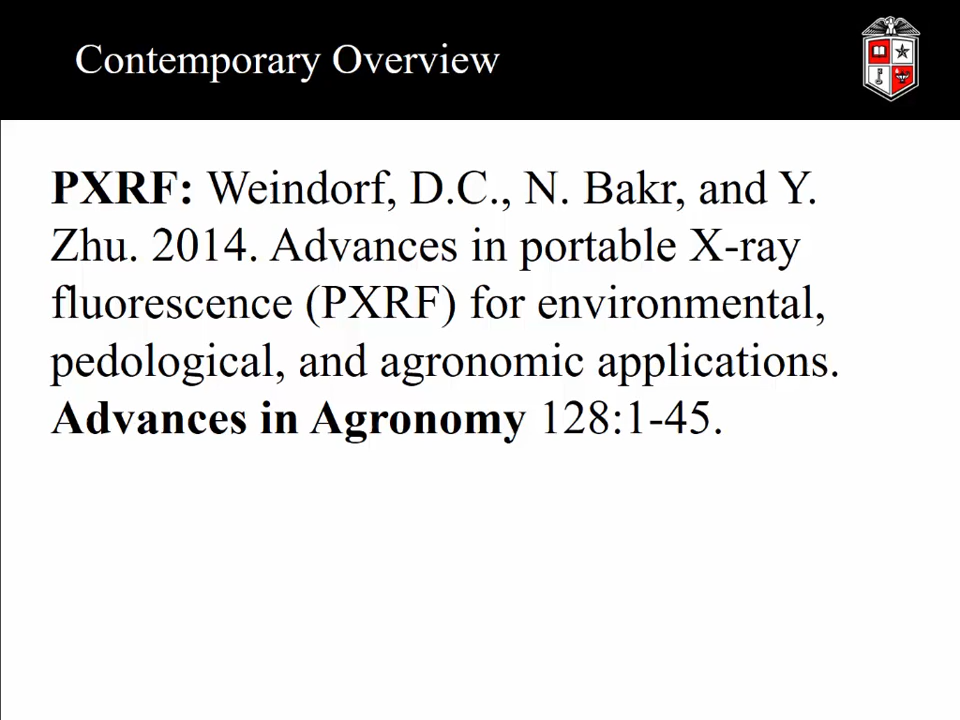 Contemporary Overview
PXRF: Weindorf, D.C., N. Bakr, and Y.
Zhu. 2014. Advances in portable X-ray
fluorescence (PXRF) for environmental,
pedological, and agronomic applications.
Advances in Agronomy 128:1-45.